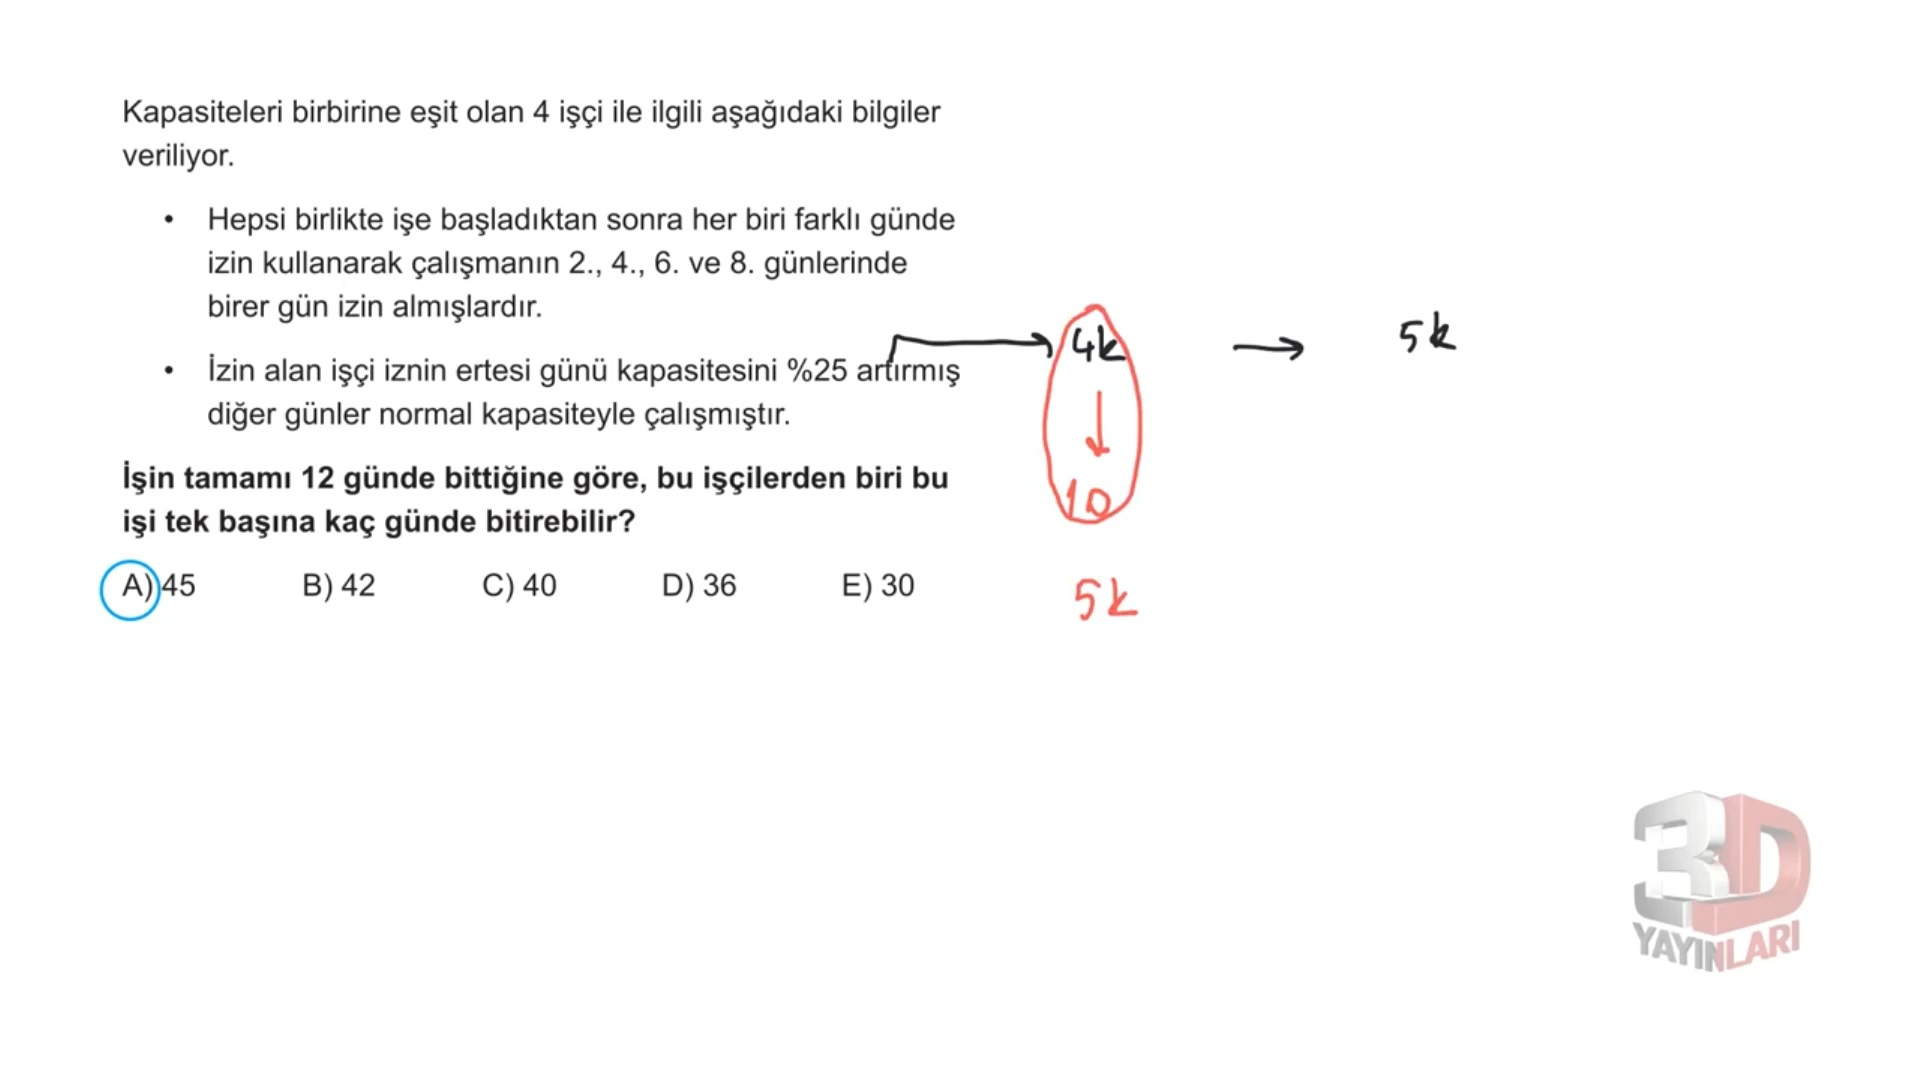 Kapasiteleri birbirine eşit olan 4 işçi ile ilgili aşağıdaki bilgiler
veriliyor.
• Hepsi birlikte işe başladıktan sonra her biri farklı günde
izin kullanarak çalışmanın 2., 4., 6. ve 8. günlerinde
birer gün izin almışlardır.
• İzin alan işçi iznin ertesi günü kapasitesini %25 artırmış
diğer günler normal kapasiteyle çalışmıştır.
İşin tamamı 12 günde bittiğine göre, bu işçilerden biri bu
işi tek başına kaç günde bitirebilir?
A) 45 B) 42 C) 40 D) 36 E) 30
4k → 5k
↓
10
5k
3D
YAYINLARI